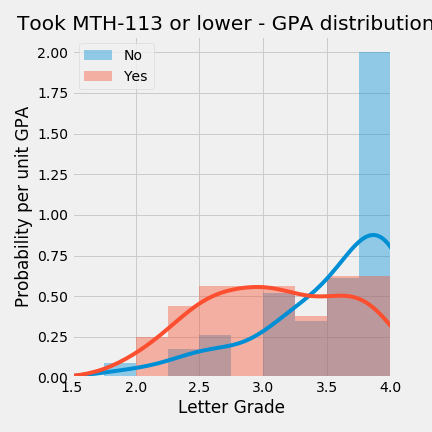 Took MTH-113 or lower - GPA distribution
No
Yes
Probability per unit GPA
2.00
1.75
1.50
1.25
1.00
0.75
0.50
0.25
0.00
1.5 2.0 2.5 3.0 3.5 4.0
Letter Grade